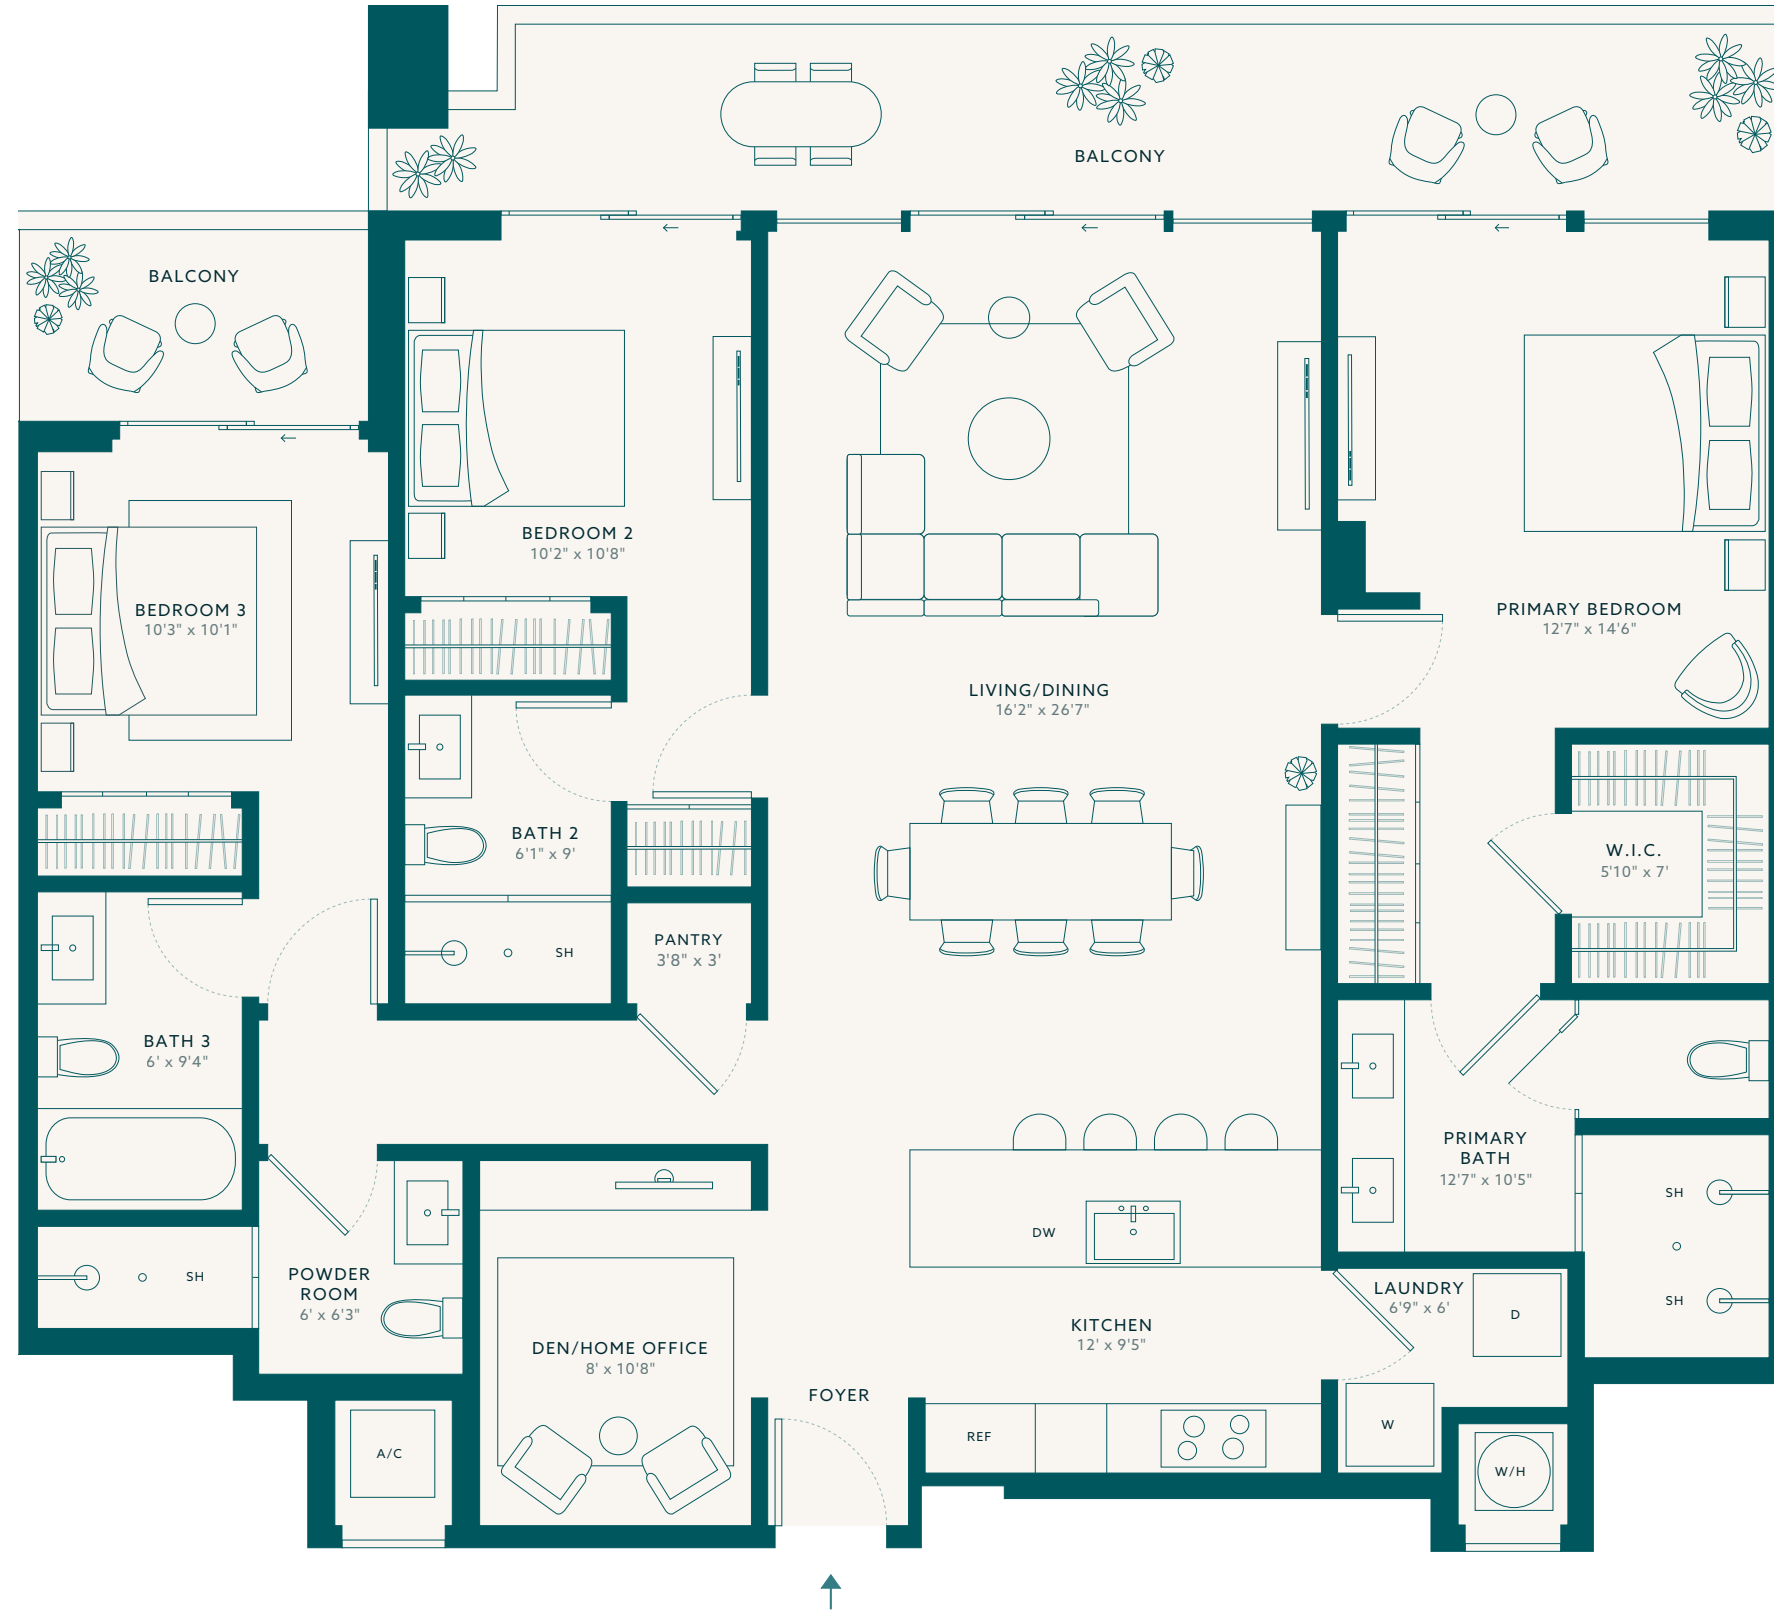 BALCONY
BALCONY
BEDROOM 2
10'2" x 10'8"
BEDROOM 3
10'3" x 10'1"
PRIMARY BEDROOM
12'7" x 14'6"
LIVING/DINING
16'2" x 26'7"
BATH 2
6'1" x 9'
W.I.C.
5'10" x 7'
PANTRY
3'8" x 3'
SH
BATH 3
6' x 9'4"
PRIMARY
BATH
12'7" x 10'5"
SH
SH
DW
SH
POWDER
ROOM
6' x 6'3"
LAUNDRY
6'9" x 6'
D
KITCHEN
12' x 9'5"
DEN/HOME OFFICE
8' x 10'8"
FOYER
REF
W
A/C
W/H